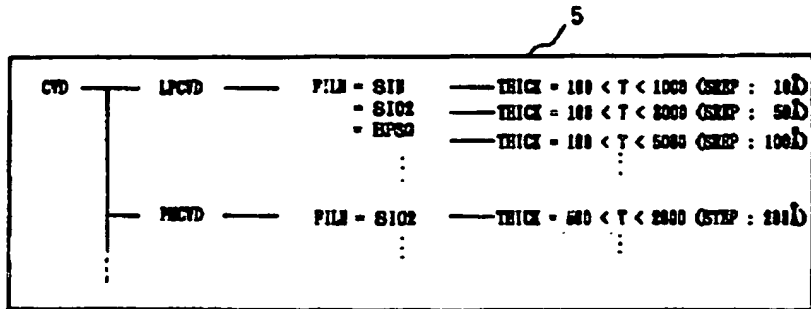 5
CVD LPCVD FILM = SIN THICK = 100 < T < 1000 (STEP : 10Å)
= SIO2 THICK = 100 < T < 3000 (STEP : 50Å)
= BPSG THICK = 100 < T < 5000 (STEP : 100Å)
PECVD FILM = SIO2 THICK = 500 < T < 2000 (STEP : 200Å)